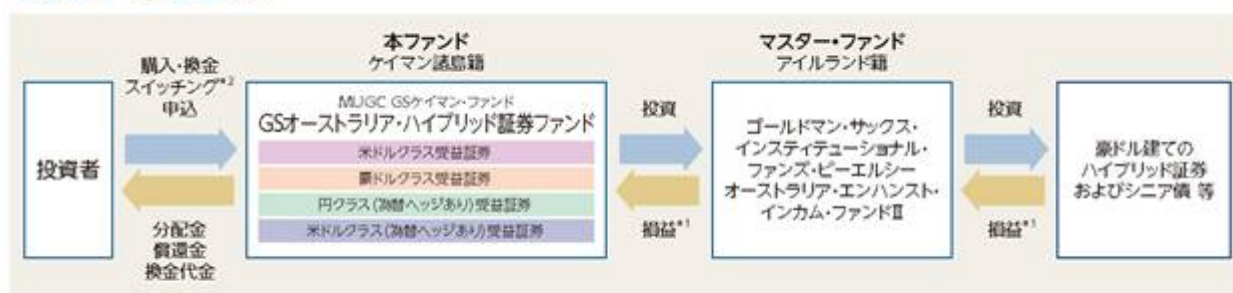 投資者
購入・換金
スイッチング*2
申込
分配金
償還金
換金代金
本ファンド
ケイマン諸島籍
MUGC GSケイマン・ファンド
GSオーストラリア・ハイブリッド証券ファンド
米ドルクラス受益証券
豪ドルクラス受益証券
円クラス(為替ヘッジあり)受益証券
米ドルクラス(為替ヘッジあり)受益証券
投資
損益*1
マスター・ファンド
アイルランド籍
ゴールドマン・サックス・
インスティテューショナル・
ファンズ・ピーエルシー
オーストラリア・エンハンスト・
インカム・ファンドⅡ
投資
損益*1
豪ドル建ての
ハイブリッド証券
およびシニア債 等